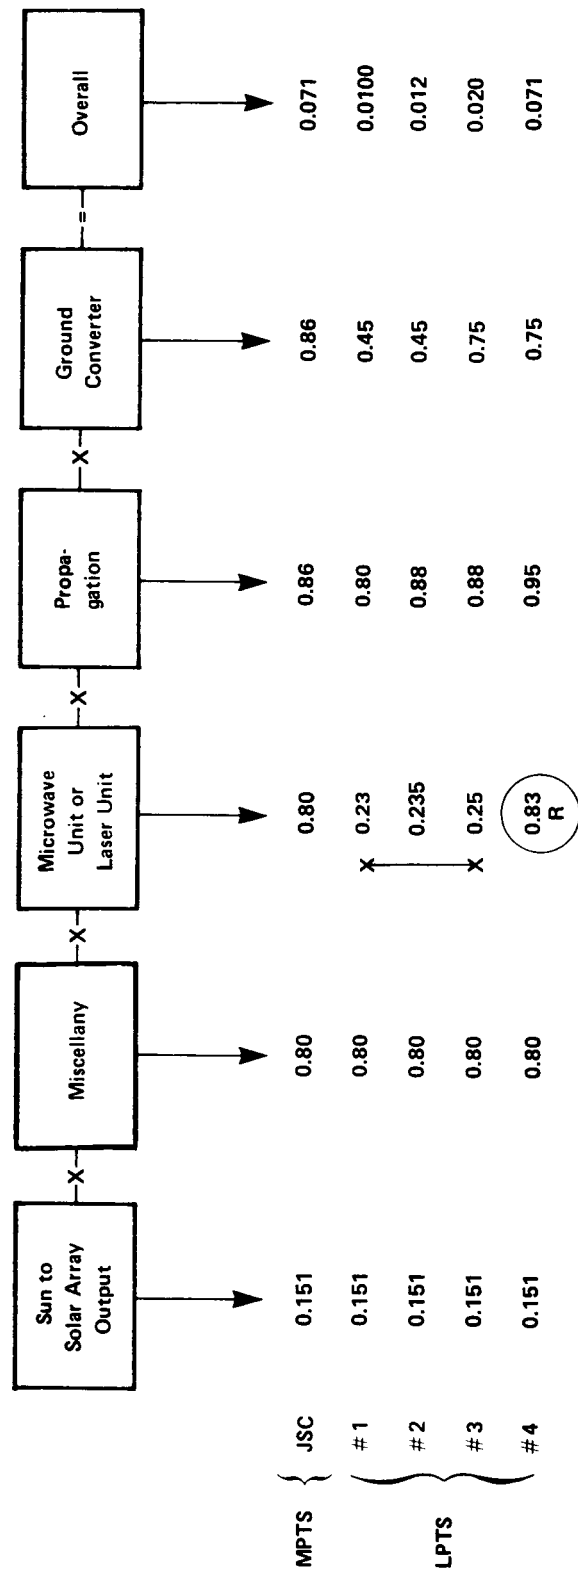 Sun to
Solar Array
Output
X
Miscellany
X
Microwave
Unit or
Laser Unit
X
Propa-
gation
X
Ground
Converter
=
Overall
MPTS JSC 0.151 0.80 0.80 0.86 0.86 0.071
LPTS
#1 0.151 0.80 0.23 0.80 0.45 0.0100
#2 0.151 0.80 0.235 0.88 0.45 0.012
#3 0.151 0.80 0.25 0.88 0.75 0.020
#4 0.151 0.80 0.83 0.95 0.75 0.071
R
X
X